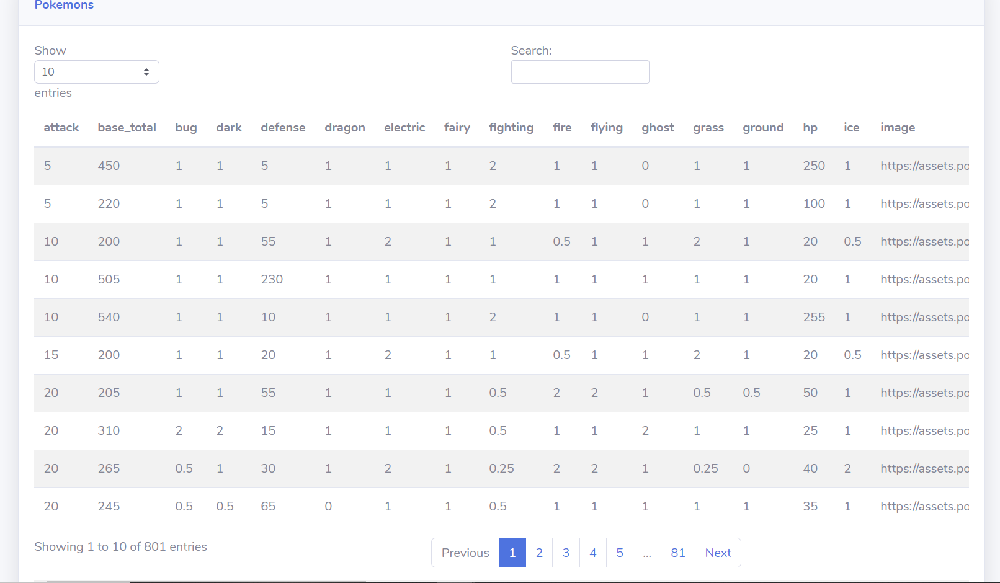 Pokemons
Show
10
entries
Search:
attack base_total bug dark defense dragon electric fairy fighting fire flying ghost grass ground hp ice image
5 450 1 1 5 1 1 1 2 1 1 0 1 1 250 1 https://assets.po
5 220 1 1 5 1 1 1 2 1 1 0 1 1 100 1 https://assets.po
10 200 1 1 55 1 2 1 1 0.5 1 1 2 1 20 0.5 https://assets.po
10 505 1 1 230 1 1 1 1 1 1 1 1 1 20 1 https://assets.po
10 540 1 1 10 1 1 1 2 1 1 0 1 1 255 1 https://assets.po
15 200 1 1 20 1 2 1 1 0.5 1 1 2 1 20 0.5 https://assets.po
20 205 1 1 55 1 1 1 0.5 2 2 1 0.5 0.5 50 1 https://assets.po
20 310 2 2 15 1 1 1 0.5 1 1 2 1 1 25 1 https://assets.po
20 265 0.5 1 30 1 2 1 0.25 2 2 1 0.25 0 40 2 https://assets.po
20 245 0.5 0.5 65 0 1 1 0.5 1 1 1 1 1 35 1 https://assets.po
Showing 1 to 10 of 801 entries
Previous 1 2 3 4 5 ... 81 Next